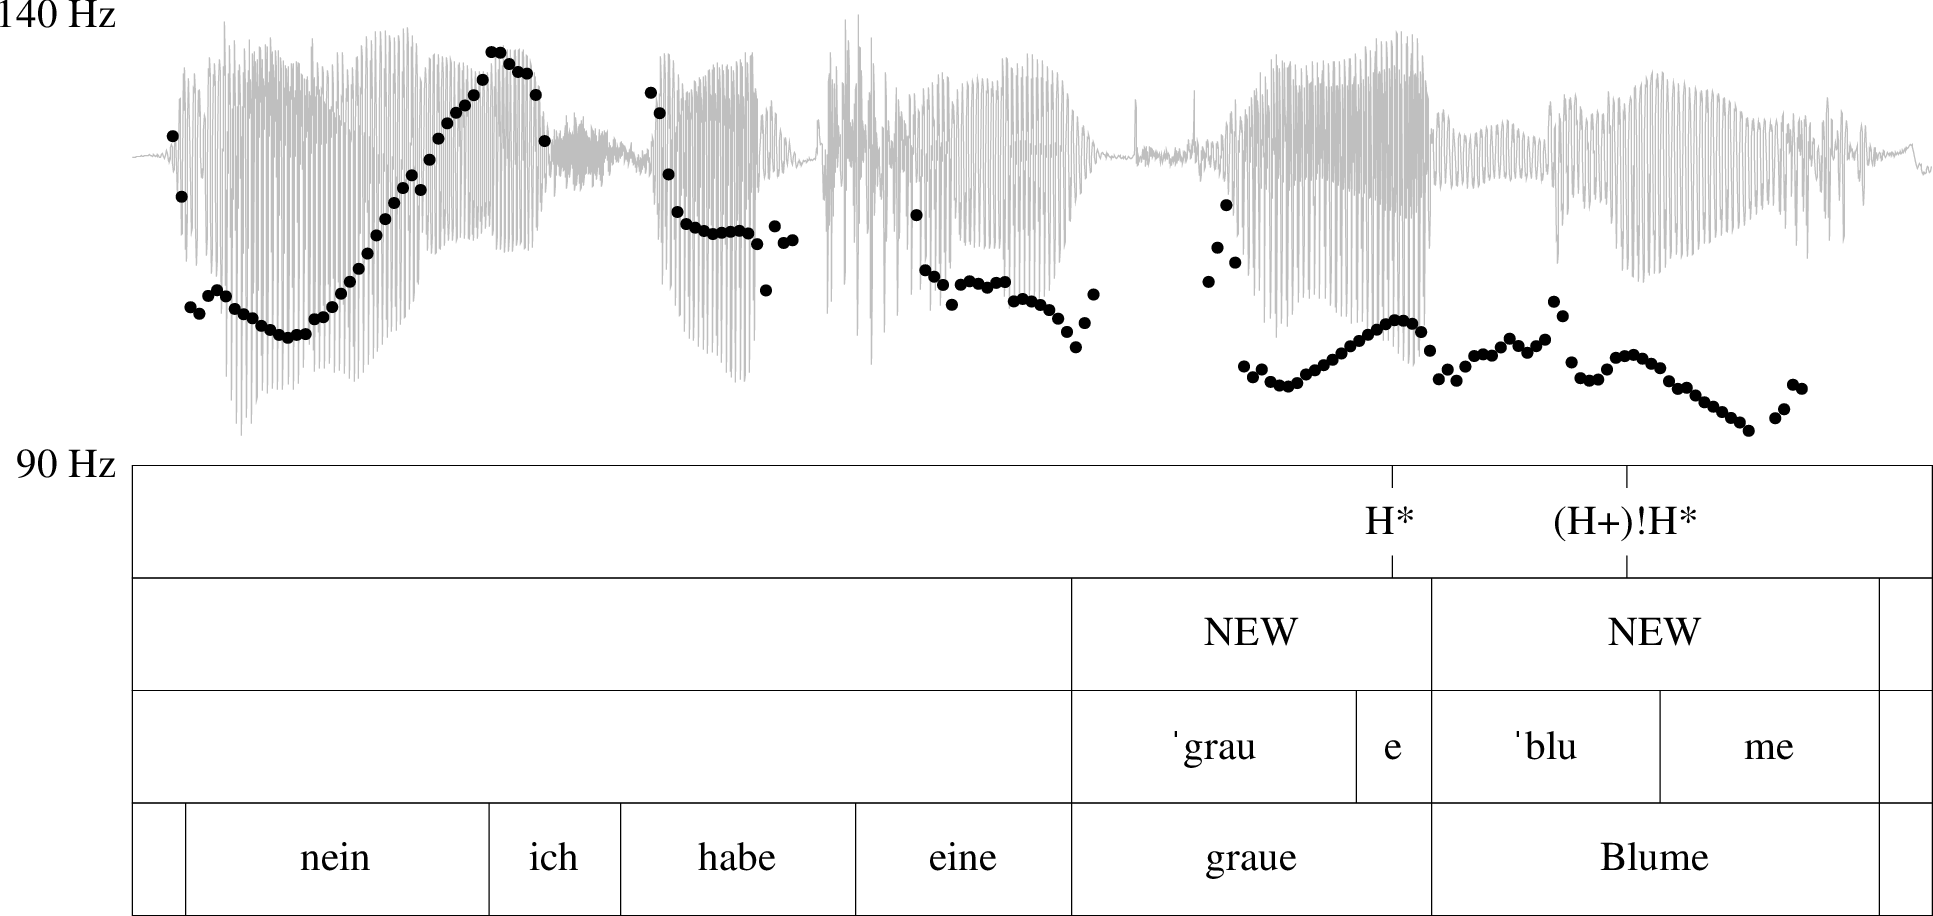 140 Hz
90 Hz
H* (H+)!H*
NEW NEW
ˈgrau e ˈblu me
nein ich habe eine graue Blume